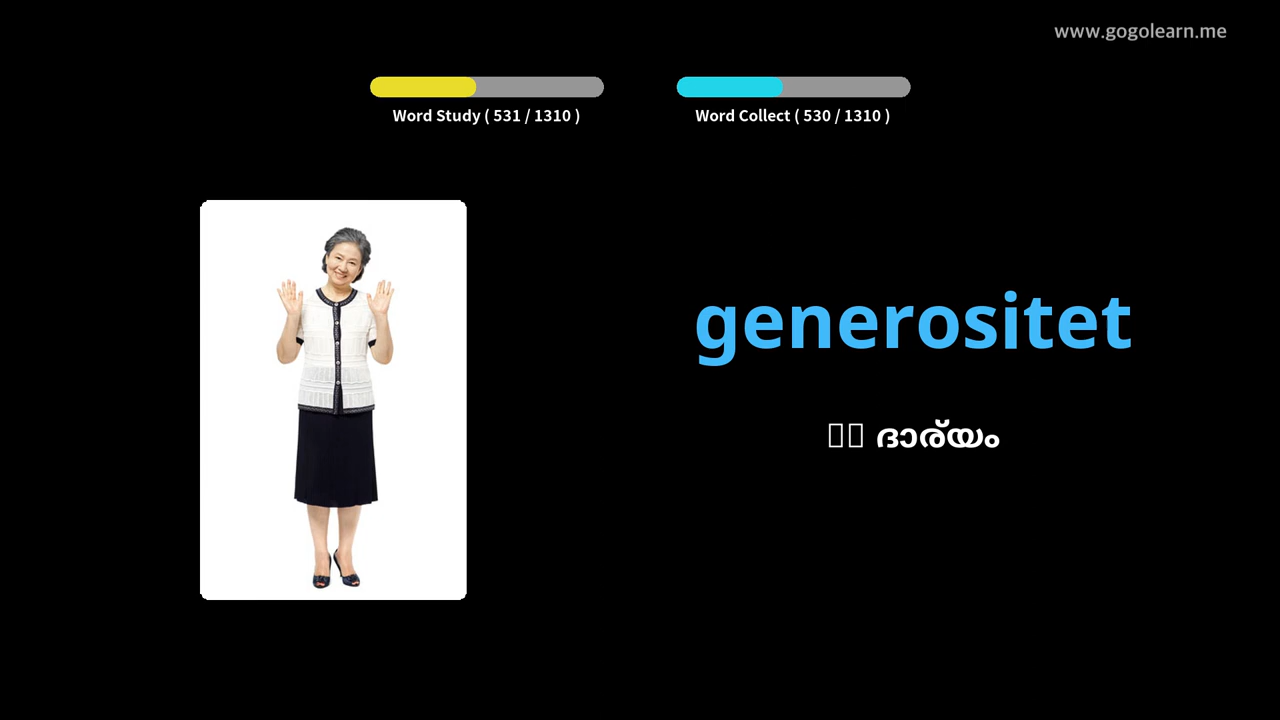 www.gogolearn.me
Word Study ( 531 / 1310 )
Word Collect ( 530 / 1310 )
generositet
ദാര്യം